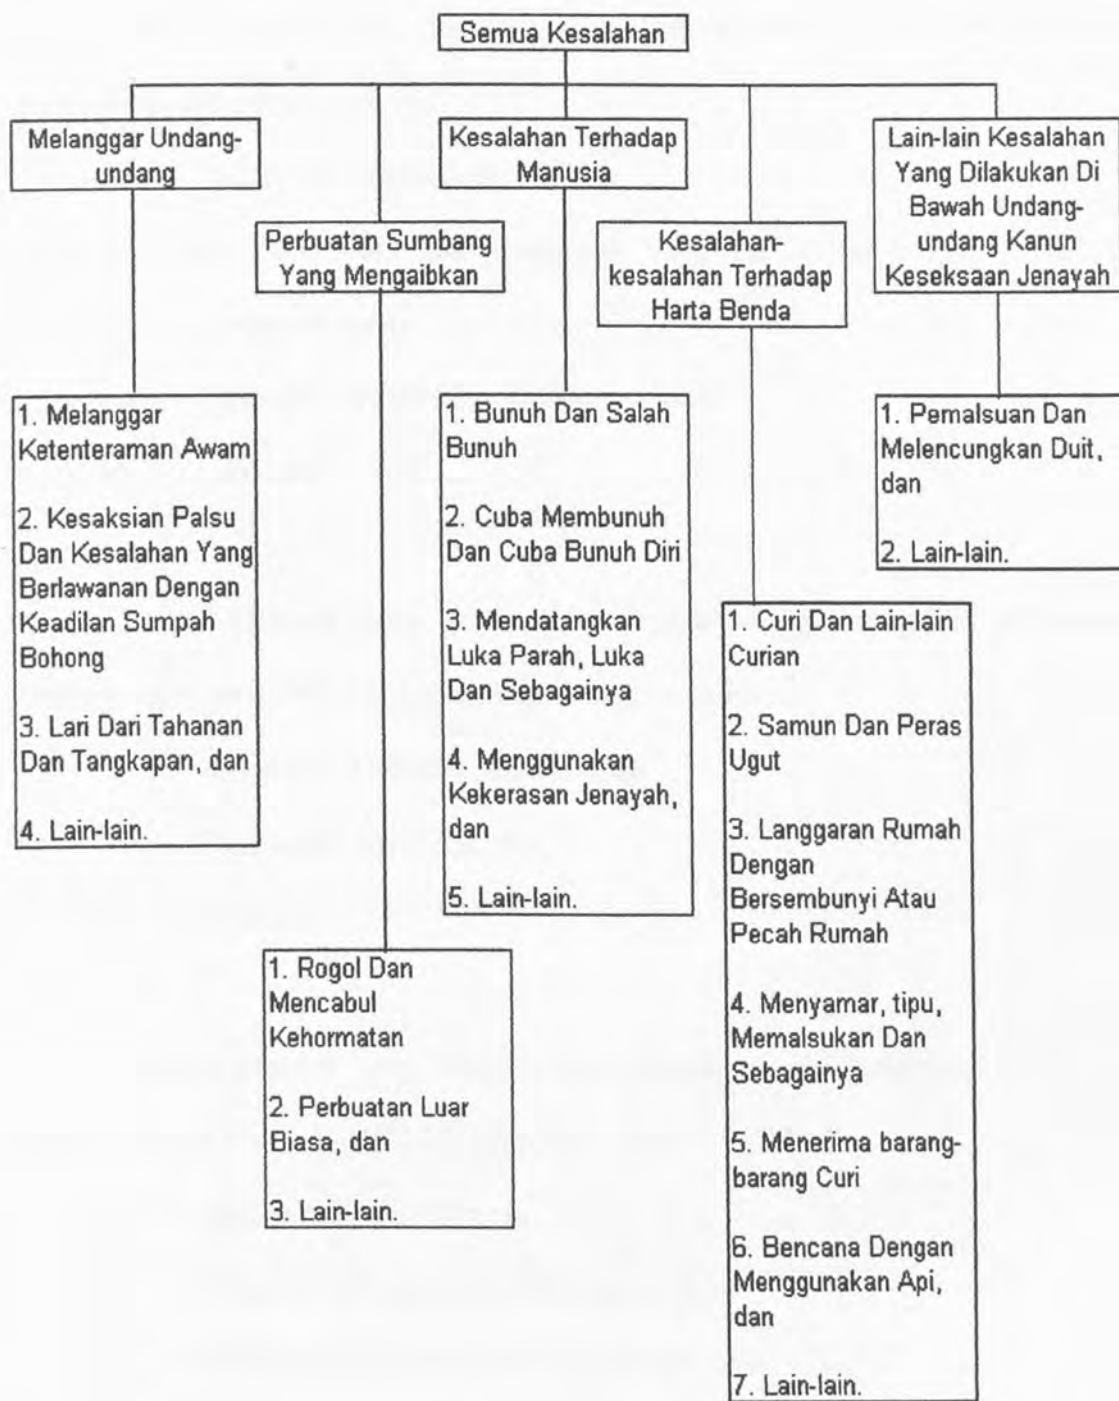 Semua Kesalahan
Melanggar Undang-
undang
Perbuatan Sumbang
Yang Mengaibkan
Kesalahan Terhadap
Manusia
Kesalahan-
kesalahan Terhadap
Harta Benda
Lain-lain Kesalahan
Yang Dilakukan Di
Bawah Undang-
undang Kanun
Keseksaan Jenayah
1. Melanggar
Ketenteraman Awam
2. Kesaksian Palsu
Dan Kesalahan Yang
Berlawanan Dengan
Keadilan Sumpah
Bohong
3. Lari Dari Tahanan
Dan Tangkapan, dan
4. Lain-lain.
1. Rogol Dan
Mencabul
Kehormatan
2. Perbuatan Luar
Biasa, dan
3. Lain-lain.
1. Bunuh Dan Salah
Bunuh
2. Cuba Membunuh
Dan Cuba Bunuh Diri
3. Mendatangkan
Luka Parah, Luka
Dan Sebagainya
4. Menggunakan
Kekerasan Jenayah,
dan
5. Lain-lain.
1. Curi Dan Lain-lain
Curian
2. Samun Dan Peras
Ugut
3. Langgaran Rumah
Dengan
Bersembunyi Atau
Pecah Rumah
4. Menyamar, tipu,
Memalsukan Dan
Sebagainya
5. Menerima barang-
barang Curi
6. Bencana Dengan
Menggunakan Api,
dan
7. Lain-lain.
1. Pemalsuan Dan
Melencungkan Duit,
dan
2. Lain-lain.